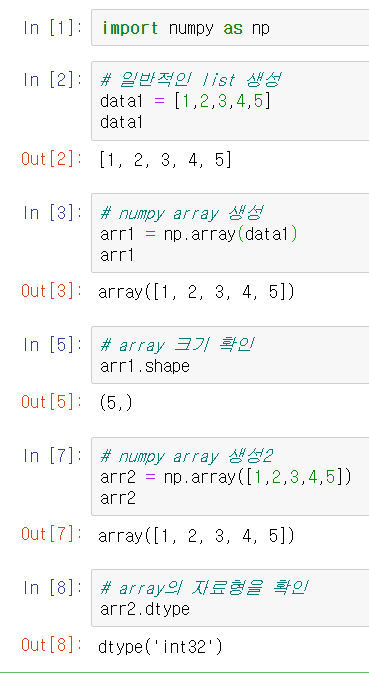 In [1]: import numpy as np
In [2]: # 일반적인 list 생성
data1 = [1,2,3,4,5]
data1
Out[2]: [1, 2, 3, 4, 5]
In [3]: # numpy array 생성
arr1 = np.array(data1)
arr1
Out[3]: array([1, 2, 3, 4, 5])
In [5]: # array 크기 확인
arr1.shape
Out[5]: (5,)
In [7]: # numpy array 생성2
arr2 = np.array([1,2,3,4,5])
arr2
Out[7]: array([1, 2, 3, 4, 5])
In [8]: # array의 자료형을 확인
arr2.dtype
Out[8]: dtype('int32')